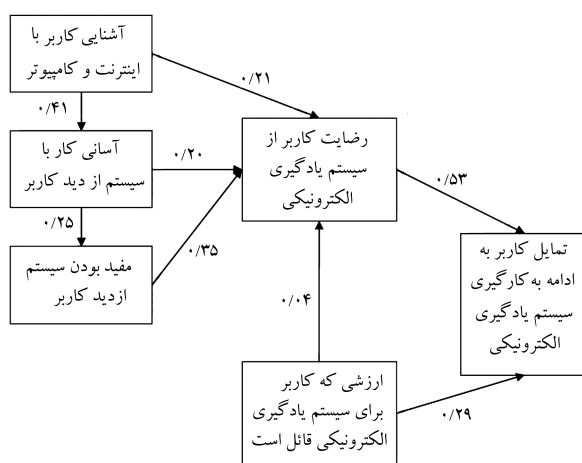 آشنایی کاربر با
اینترنت و کامپیوتر
۰/۲۱
۰/۴۱
رضایت کاربر از
سیستم یادگیری
الکترونیکی
آسانی کار با
سیستم از دید کاربر
۰/۲۰
۰/۵۳
۰/۲۵
۰/۳۵
مفید بودن سیستم
ازدید کاربر
تمایل کاربر به
ادامه به کارگیری
سیستم یادگیری
الکترونیکی
۰/۰۴
ارزشی که کاربر
برای سیستم یادگیری
الکترونیکی قائل است
۰/۲۹